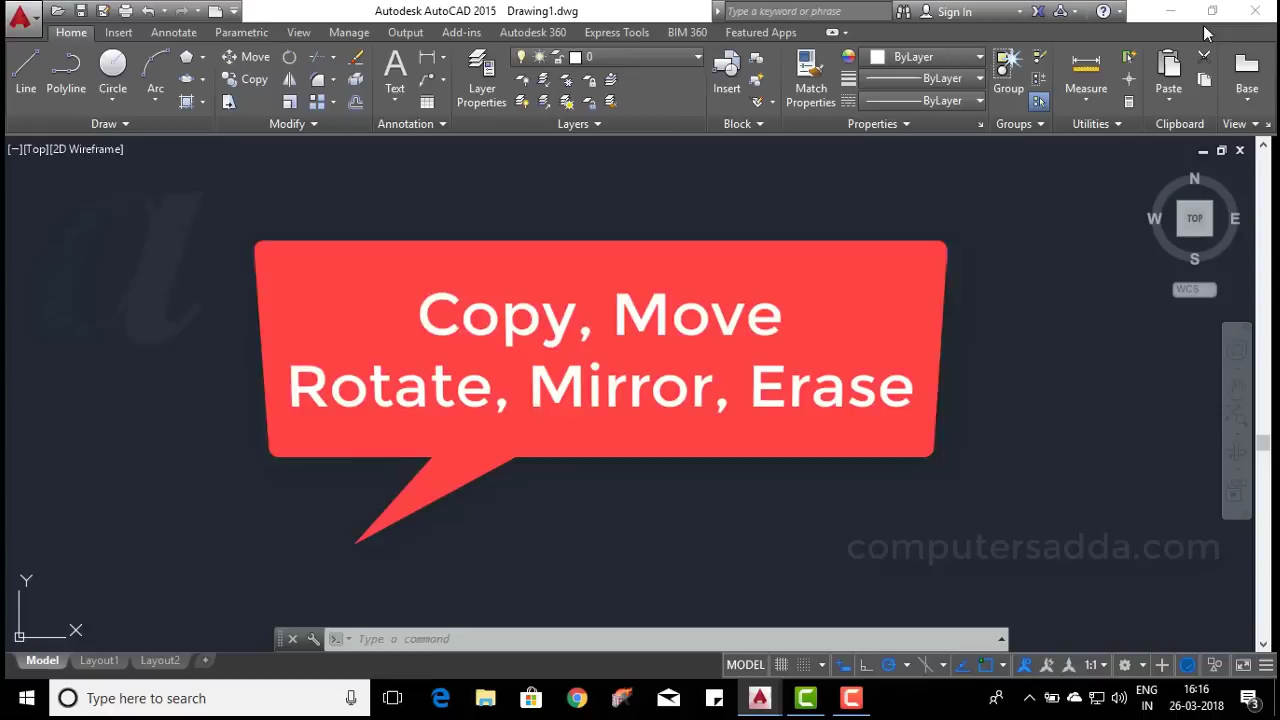 Autodesk AutoCAD 2015 Drawing1.dwg
Type a keyword or phrase
Sign In
Home Insert Annotate Parametric View Manage Output Add-ins Autodesk 360 Express Tools BIM 360 Featured Apps
Line Polyline Circle Arc
Move
Copy
Text
Layer
Properties
0
Insert
Match
Properties
ByLayer
ByLayer
ByLayer
Group
Measure
Paste
Base
Draw Modify Annotation Layers Block Properties Groups Utilities Clipboard View
[−][Top][2D Wireframe]
N
W TOP E
S
WCS
Copy, Move
Rotate, Mirror, Erase
computersadda.com
Y
X
Type a command
Model Layout1 Layout2 +
MODEL 1:1
Type here to search
ENG
IN
16:16
26-03-2018
3